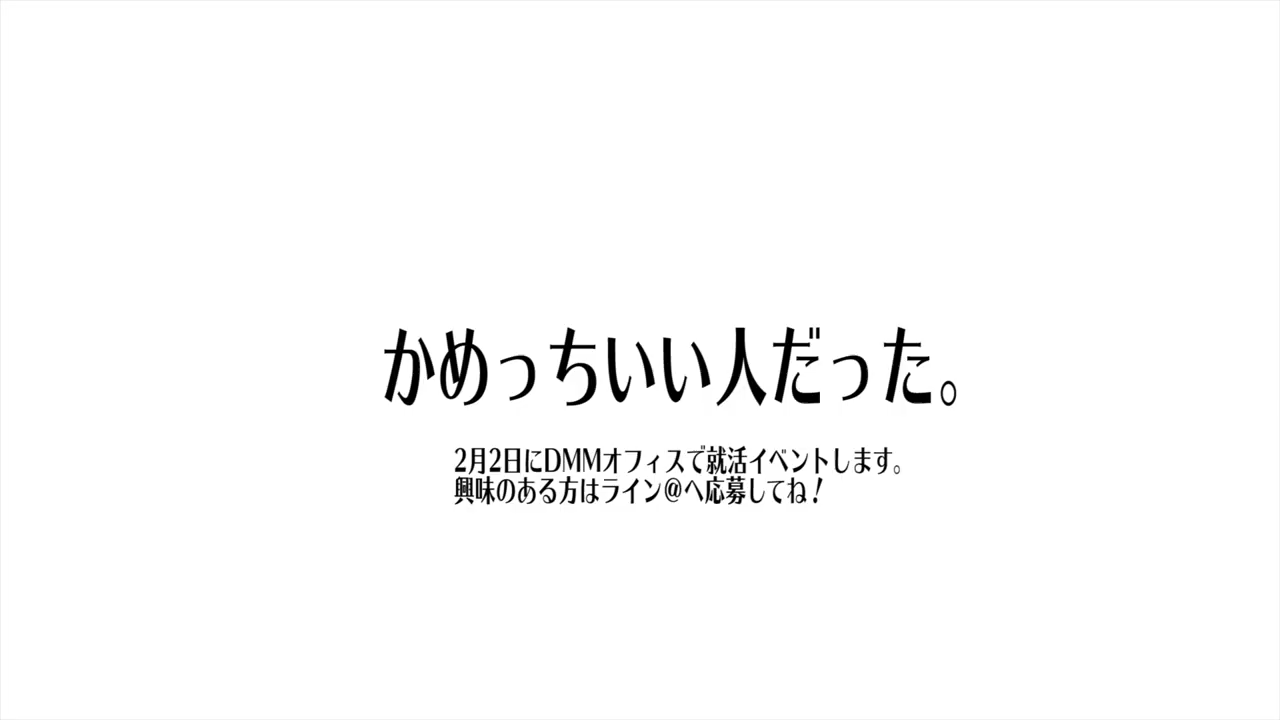 かめっちいい人だった。
2月2日にDMMオフィスで就活イベントします。
興味のある方はライン@へ応募してね！